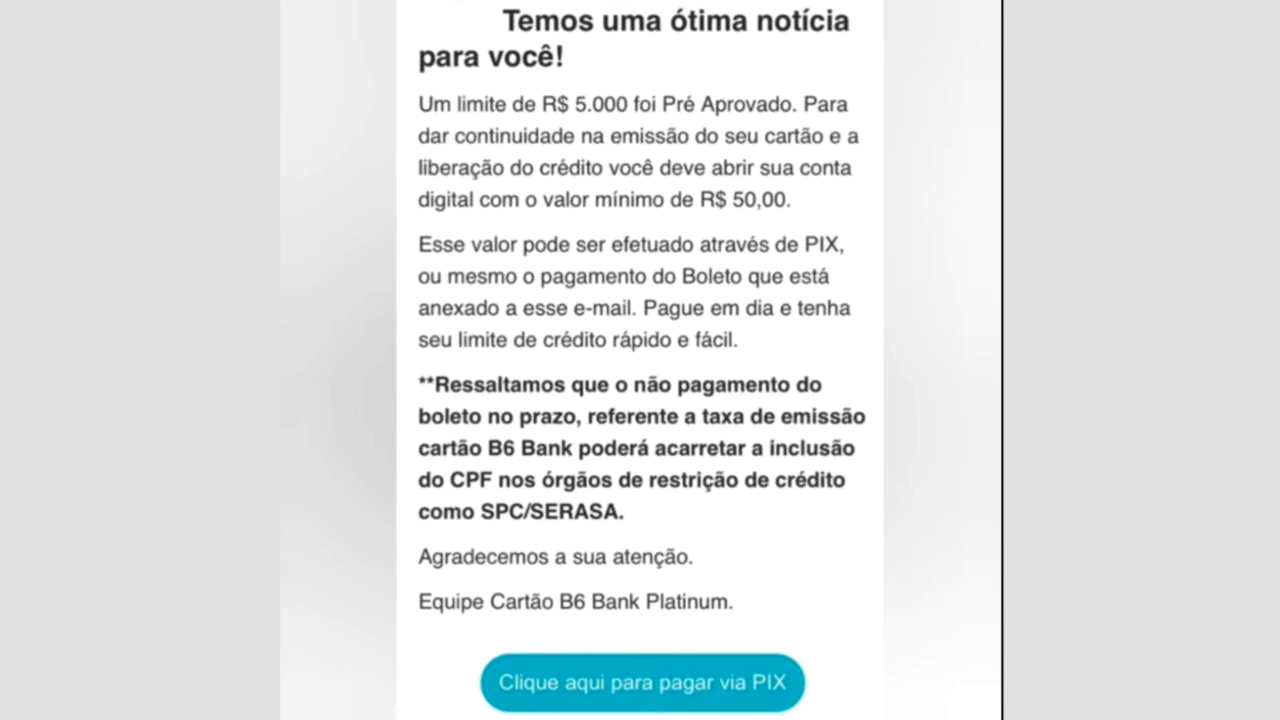 Temos uma ótima notícia
para você!
Um limite de R$ 5.000 foi Pré Aprovado. Para
dar continuidade na emissão do seu cartão e a
liberação do crédito você deve abrir sua conta
digital com o valor mínimo de R$ 50,00.
Esse valor pode ser efetuado através de PIX,
ou mesmo o pagamento do Boleto que está
anexado a esse e-mail. Pague em dia e tenha
seu limite de crédito rápido e fácil.
**Ressaltamos que o não pagamento do
boleto no prazo, referente a taxa de emissão
cartão B6 Bank poderá acarretar a inclusão
do CPF nos órgãos de restrição de crédito
como SPC/SERASA.
Agradecemos a sua atenção.
Equipe Cartão B6 Bank Platinum.
Clique aqui para pagar via PIX